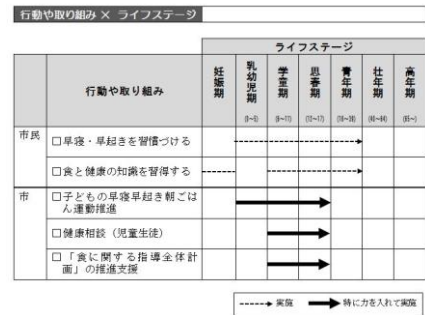 行動や取り組み × ライフステージ
ライフステージ
行動や取り組み
妊娠期
乳幼児期
学童期
思春期
青年期
壮年期
高年期
(0~5)
(6~11)
(12~17)
(18~39)
(40~64)
(65~)
市民
□早寝・早起きを習慣づける
□食と健康の知識を習得する
市
□子どもの早寝早起き朝ごは
ん運動推進
□健康相談（児童生徒）
□「食に関する指導全体計
画」の推進支援
実施
特に力を入れて実施